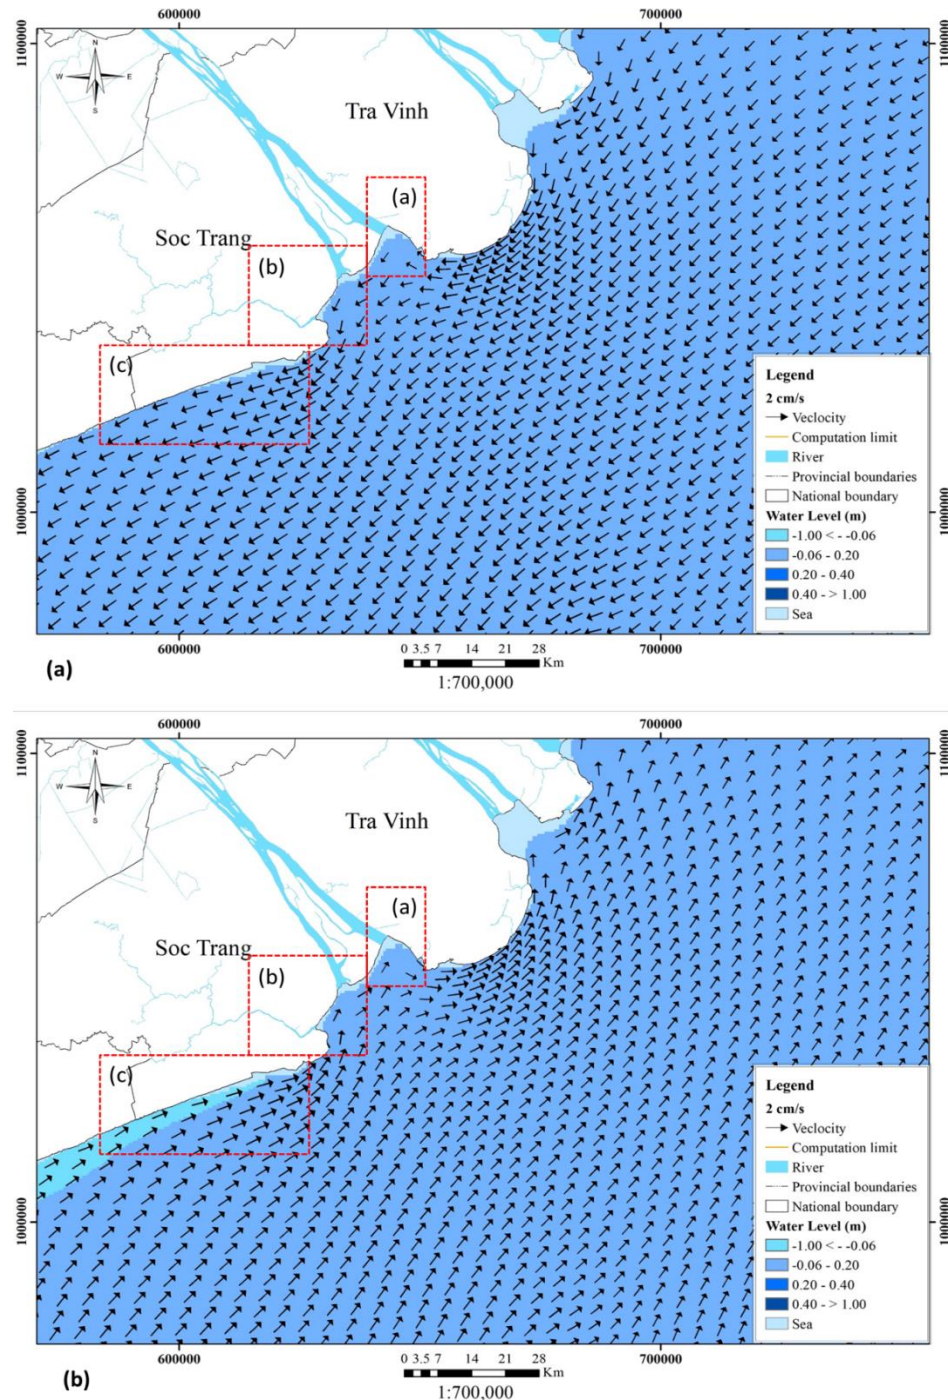 600000 700000
1100000 1100000
N
W E
S
Tra Vinh
(a)
Soc Trang
(b)
(c)
Legend
2 cm/s
Veclocity
Computation limit
River
Provincial boundaries
National boundary
Water Level (m)
-1.00 < - -0.06
-0.06 - 0.20
0.20 - 0.40
0.40 - > 1.00
Sea
1000000 1000000
600000 700000
(a)
0 3.5 7 14 21 28
Km
1:700,000
600000 700000
1100000 1100000
N
W E
S
Tra Vinh
(a)
Soc Trang
(b)
(c)
Legend
2 cm/s
Veclocity
Computation limit
River
Provincial boundaries
National boundary
Water Level (m)
-1.00 < - -0.06
-0.06 - 0.20
0.20 - 0.40
0.40 - > 1.00
Sea
1000000 1000000
600000 700000
(b)
0 3.5 7 14 21 28
Km
1:700,000